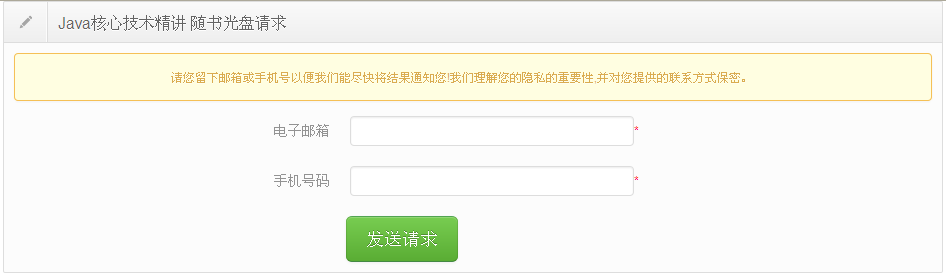 Java核心技术精讲 随书光盘请求
请您留下邮箱或手机号以便我们能尽快将结果通知您!我们理解您的隐私的重要性,并对您提供的联系方式保密。
电子邮箱 *
手机号码 *
发送请求